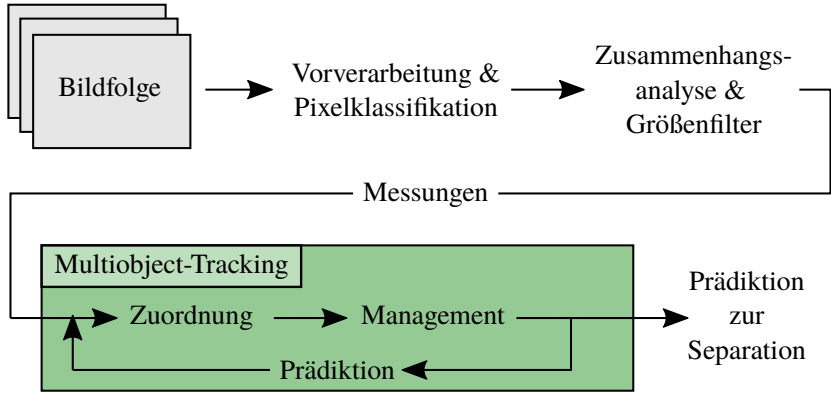 Bildfolge
Vorverarbeitung &
Pixelklassifikation
Zusammenhangs-
analyse &
Größenfilter
Messungen
Multiobject-Tracking
Zuordnung
Management
Prädiktion
Prädiktion
zur
Separation